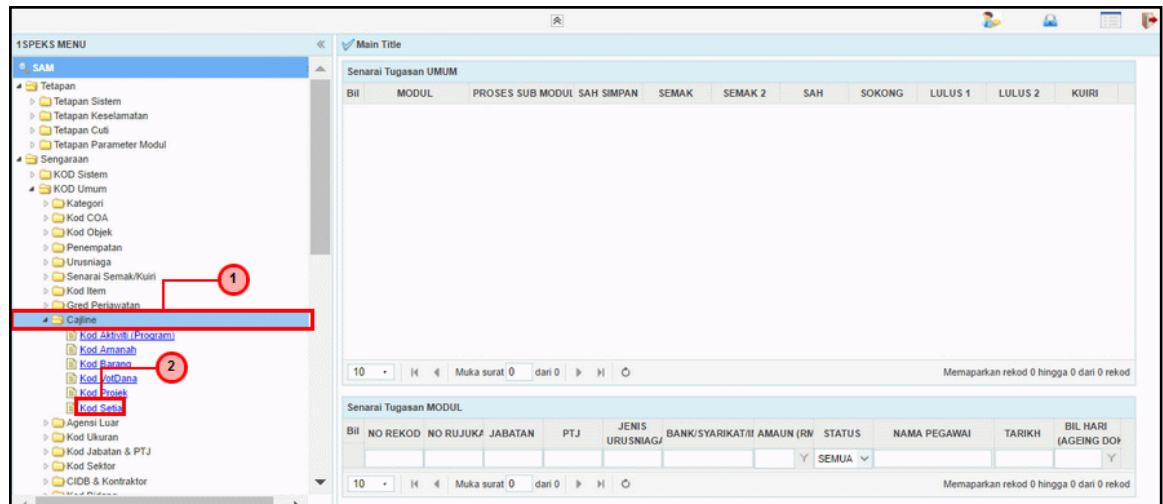 1SPEKS MENU
Main Title
SAM
Tetapan
Tetapan Sistem
Tetapan Keselamatan
Tetapan Cuti
Tetapan Parameter Modul
Sengaraan
KOD Sistem
KOD Umum
Kategori
Kod COA
Kod Objek
Penempatan
Urusniaga
Senarai Semak/Kuiri
Kod Item
Gred Perjawatan
Cajline
Kod Aktiviti (Program)
Kod Amanah
Kod Barang
Kod VotDana
Kod Projek
Kod Setia
Agensi Luar
Kod Ukuran
Kod Jabatan & PTJ
Kod Sektor
CIDB & Kontraktor
Kod Bidang
1
2
Senarai Tugasan UMUM
Bil MODUL PROSES SUB MODUL SAH SIMPAN SEMAK SEMAK 2 SAH SOKONG LULUS 1 LULUS 2 KUIRI
10 Muka surat 0 dari 0 Memaparkan rekod 0 hingga 0 dari 0 rekod
Senarai Tugasan MODUL
Bil NO REKOD NO RUJUKA JABATAN PTJ JENIS URUSNIAGA BANK/SYARIKAT/I AMAUN (RM STATUS NAMA PEGAWAI TARIKH BIL HARI (AGEING DOK
SEMUA
10 Muka surat 0 dari 0 Memaparkan rekod 0 hingga 0 dari 0 rekod